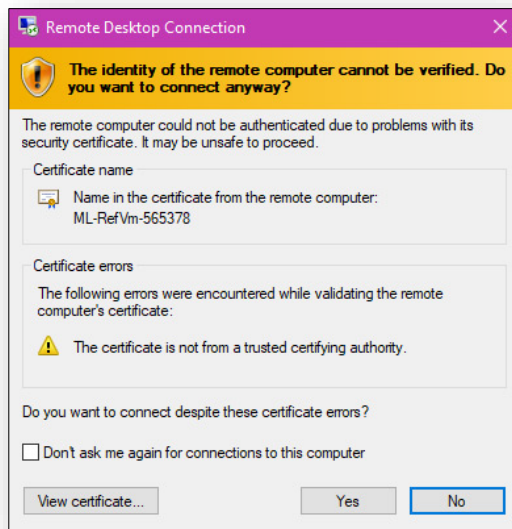 Remote Desktop Connection
The identity of the remote computer cannot be verified. Do
you want to connect anyway?
The remote computer could not be authenticated due to problems with its
security certificate. It may be unsafe to proceed.
Certificate name
Name in the certificate from the remote computer:
ML-RefVm-565378
Certificate errors
The following errors were encountered while validating the remote
computer's certificate:
The certificate is not from a trusted certifying authority.
Do you want to connect despite these certificate errors?
Don't ask me again for connections to this computer
View certificate...
Yes
No